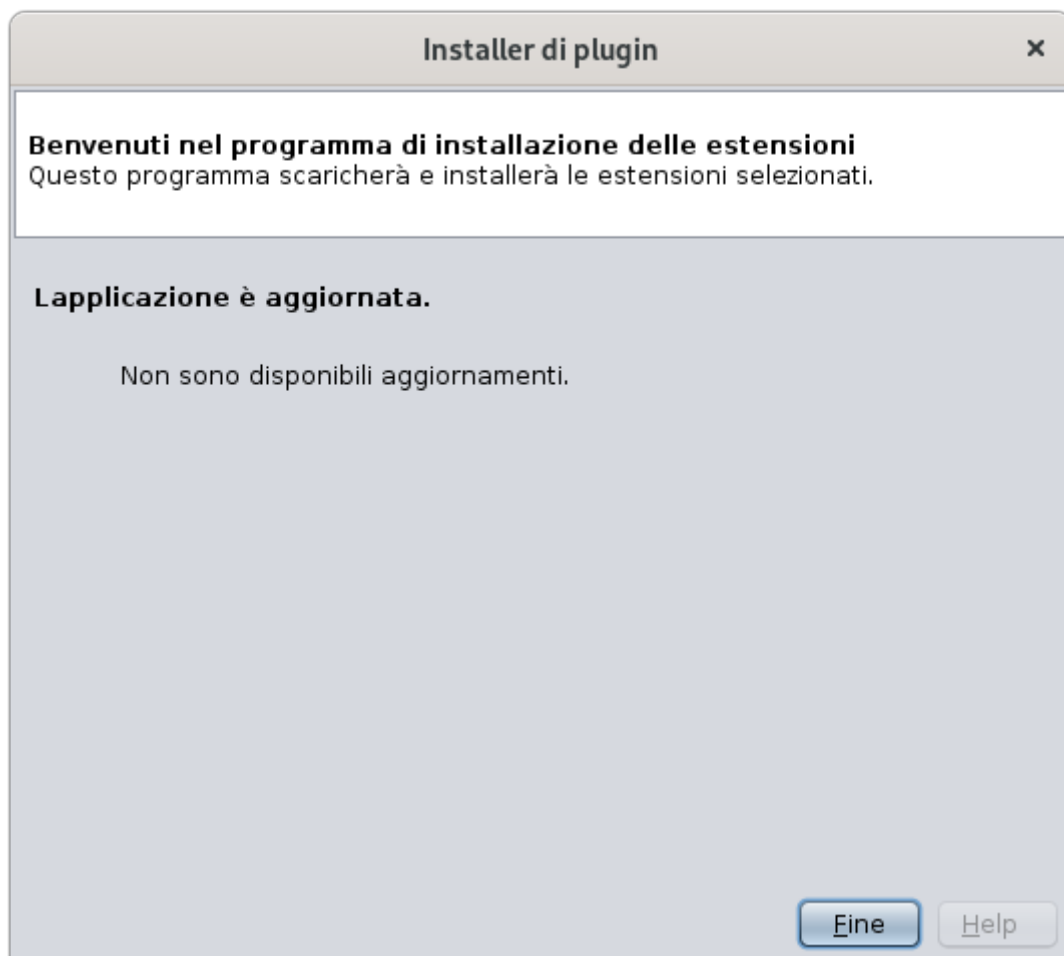 Installer di plugin
Benvenuti nel programma di installazione delle estensioni
Questo programma scaricherà e installerà le estensioni selezionati.
Lapplicazione è aggiornata.
Non sono disponibili aggiornamenti.
Fine Help